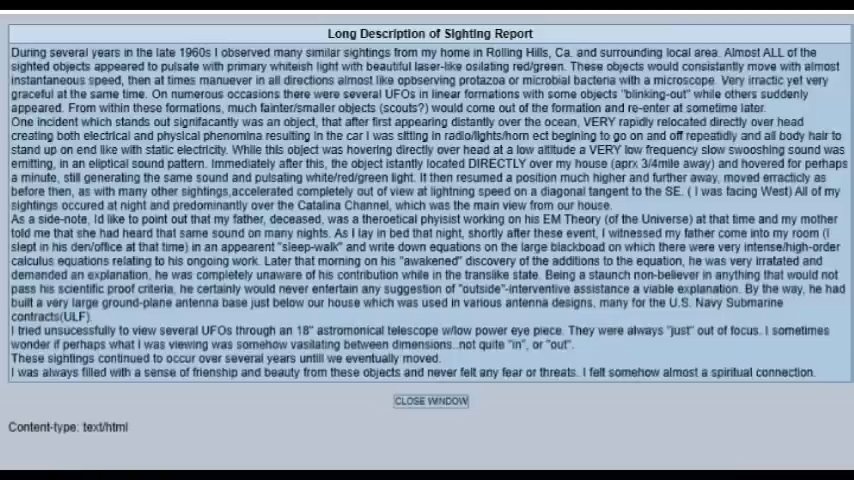 Long Description of Sighting Report
During several years in the late 1960s I observed many similar sightings from my home in Rolling Hills, Ca. and surrounding local area. Almost ALL of the
sighted objects appeared to pulsate with primary whiteish light with beautiful laser-like osilating red/green. These objects would consistantly move with almost
instantaneous speed, then at times manuever in all directions almost like opbserving protazoa or microbial bacteria with a microscope. Very irractic yet very
graceful at the same time. On numerous occasions there were several UFOs in linear formations with some objects "blinking-out" while others suddenly
appeared. From within these formations, much fainter/smaller objects (scouts?) would come out of the formation and re-enter at sometime later.
One incident which stands out signifacantly was an object, that after first appearing distantly over the ocean, VERY rapidly relocated directly over head
creating both electrical and physical phenomina resulting in the car I was sitting in radio/lights/horn ect begining to go on and off repeatidly and all body hair to
stand up on end like with static electricity. While this object was hovering directly over head at a low altitude a VERY low frequency slow swooshing sound was
emitting, in an eliptical sound pattern. Immediately after this, the object istantly located DIRECTLY over my house (aprx 3/4mile away) and hovered for perhaps
a minute, still generating the same sound and pulsating white/red/green light. It then resumed a position much higher and further away, moved erracticly as
before then, as with many other sightings,accelerated completely out of view at lightning speed on a diagonal tangent to the SE. ( I was facing West) All of my
sightings occured at night and predominantly over the Catalina Channel, which was the main view from our house.
As a side-note, Id like to point out that my father, deceased, was a theroetical phyisist working on his EM Theory (of the Universe) at that time and my mother
told me that she had heard that same sound on many nights. As I lay in bed that night, shortly after these event, I witnessed my father come into my room (I
slept in his den/office at that time) in an appearent "sleep-walk" and write down equations on the large blackboad on which there were very intense/high-order
calculus equations relating to his ongoing work. Later that morning on his "awakened" discovery of the additions to the equation, he was very irratated and
demanded an explanation, he was completely unaware of his contribution while in the translike state. Being a staunch non-believer in anything that would not
pass his scientific proof criteria, he certainly would never entertain any suggestion of "outside"-interventive assistance a viable explanation. By the way, he had
built a very large ground-plane antenna base just below our house which was used in various antenna designs, many for the U.S. Navy Submarine
contracts(ULF).
I tried unsucessfully to view several UFOs through an 18" astromonical telescope w/low power eye piece. They were always "just" out of focus. I sometimes
wonder if perhaps what I was viewing was somehow vasilating between dimensions..not quite "in", or "out".
These sightings continued to occur over several years untill we eventually moved.
I was always filled with a sense of frienship and beauty from these objects and never felt any fear or threats. I felt somehow almost a spiritual connection.
CLOSE WINDOW
Content-type: text/html